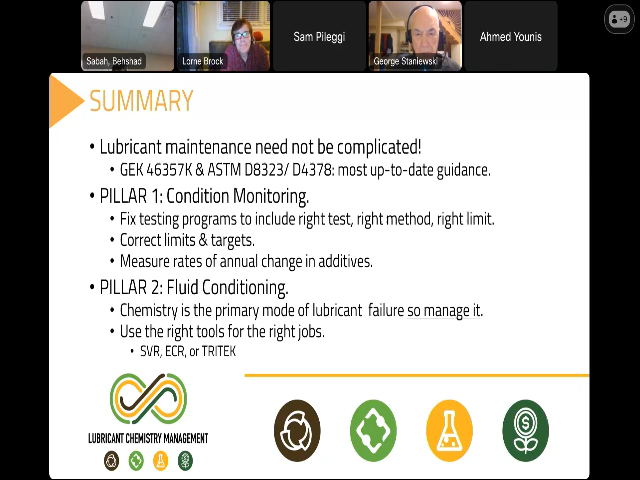 Sabah, Behshad
Lorne Brock
Sam Pileggi
George Staniewski
Ahmed Younis
+9
SUMMARY
• Lubricant maintenance need not be complicated!
• GEK 46357K & ASTM D8323/ D4378: most up-to-date guidance.
• PILLAR 1: Condition Monitoring.
• Fix testing programs to include right test, right method, right limit.
• Correct limits & targets.
• Measure rates of annual change in additives.
• PILLAR 2: Fluid Conditioning.
• Chemistry is the primary mode of lubricant failure so manage it.
• Use the right tools for the right jobs.
• SVR, ECR, or TRITEK
LUBRICANT CHEMISTRY MANAGEMENT
$
$